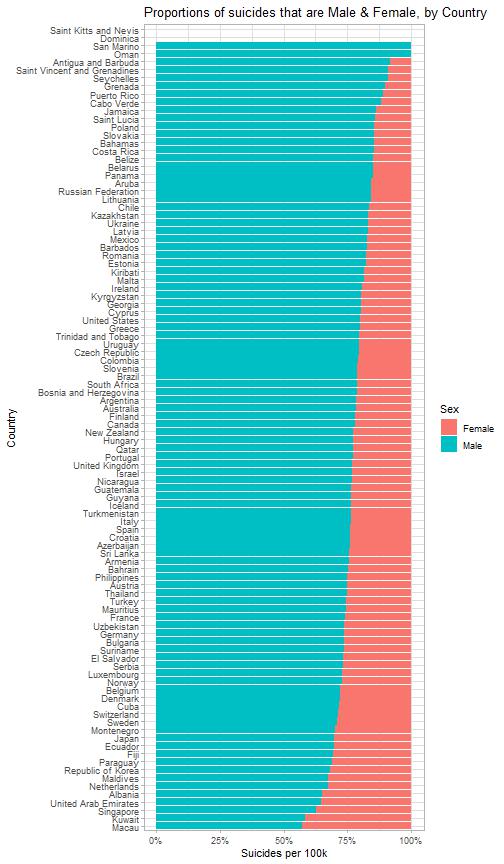 Proportions of suicides that are Male & Female, by Country
Saint Kitts and Nevis
Dominica
San Marino
Oman
Antigua and Barbuda
Saint Vincent and Grenadines
Seychelles
Grenada
Puerto Rico
Cabo Verde
Jamaica
Saint Lucia
Poland
Slovakia
Bahamas
Costa Rica
Belize
Belarus
Panama
Aruba
Russian Federation
Lithuania
Chile
Kazakhstan
Ukraine
Latvia
Mexico
Barbados
Romania
Estonia
Kiribati
Malta
Ireland
Kyrgyzstan
Georgia
Cyprus
United States
Greece
Trinidad and Tobago
Uruguay
Czech Republic
Colombia
Slovenia
Brazil
South Africa
Bosnia and Herzegovina
Argentina
Australia
Finland
Canada
New Zealand
Hungary
Qatar
Portugal
United Kingdom
Israel
Nicaragua
Guatemala
Guyana
Iceland
Turkmenistan
Italy
Spain
Croatia
Azerbaijan
Sri Lanka
Armenia
Bahrain
Philippines
Austria
Thailand
Turkey
Mauritius
France
Uzbekistan
Germany
Bulgaria
Suriname
El Salvador
Serbia
Luxembourg
Norway
Belgium
Denmark
Cuba
Switzerland
Sweden
Montenegro
Japan
Ecuador
Fiji
Paraguay
Republic of Korea
Maldives
Netherlands
Albania
United Arab Emirates
Singapore
Kuwait
Macau
Country
0% 25% 50% 75% 100%
Suicides per 100k
Sex
Female
Male